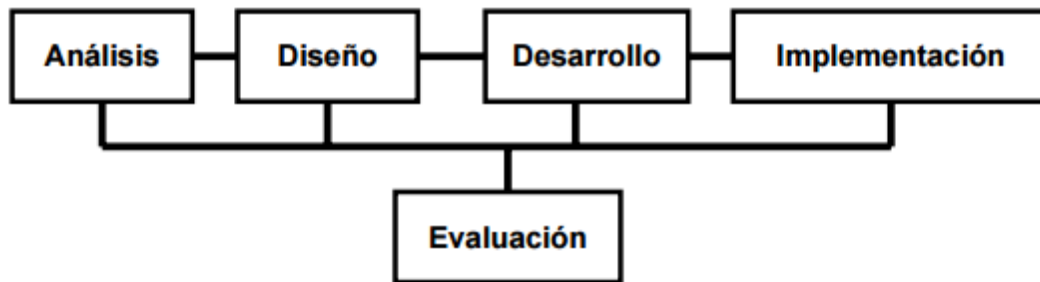 Análisis
Diseño
Desarrollo
Implementación
Evaluación